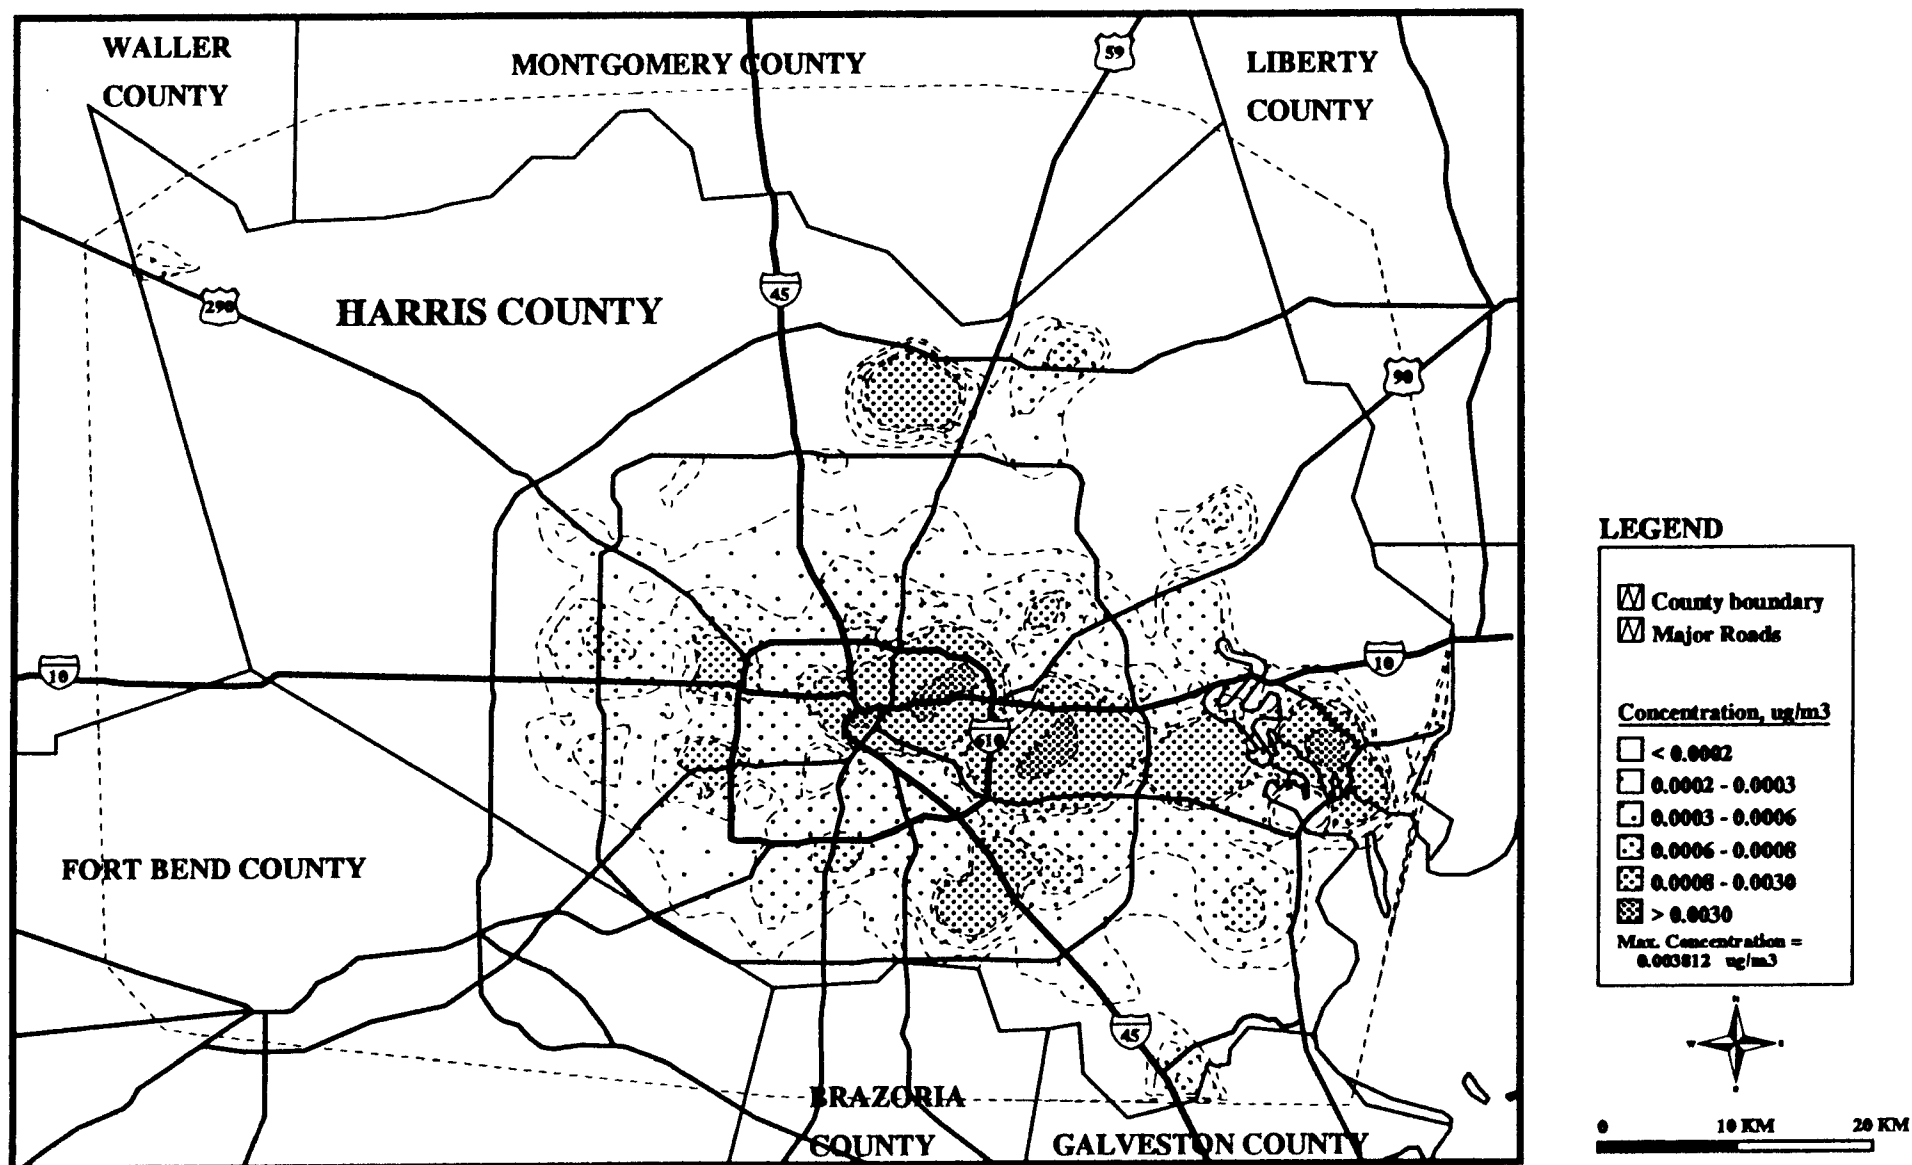 WALLER
COUNTY
MONTGOMERY COUNTY
59
LIBERTY
COUNTY
290
HARRIS COUNTY
45
90
10
10
610
FORT BEND COUNTY
45
BRAZORIA
COUNTY
GALVESTON COUNTY
LEGEND
County boundary
Major Roads
Concentration, ug/m3
< 0.0002
0.0002 - 0.0003
0.0003 - 0.0006
0.0006 - 0.0008
0.0008 - 0.0030
> 0.0030
Max. Concentration =
0.003812 ug/m3
0 10 KM 20 KM